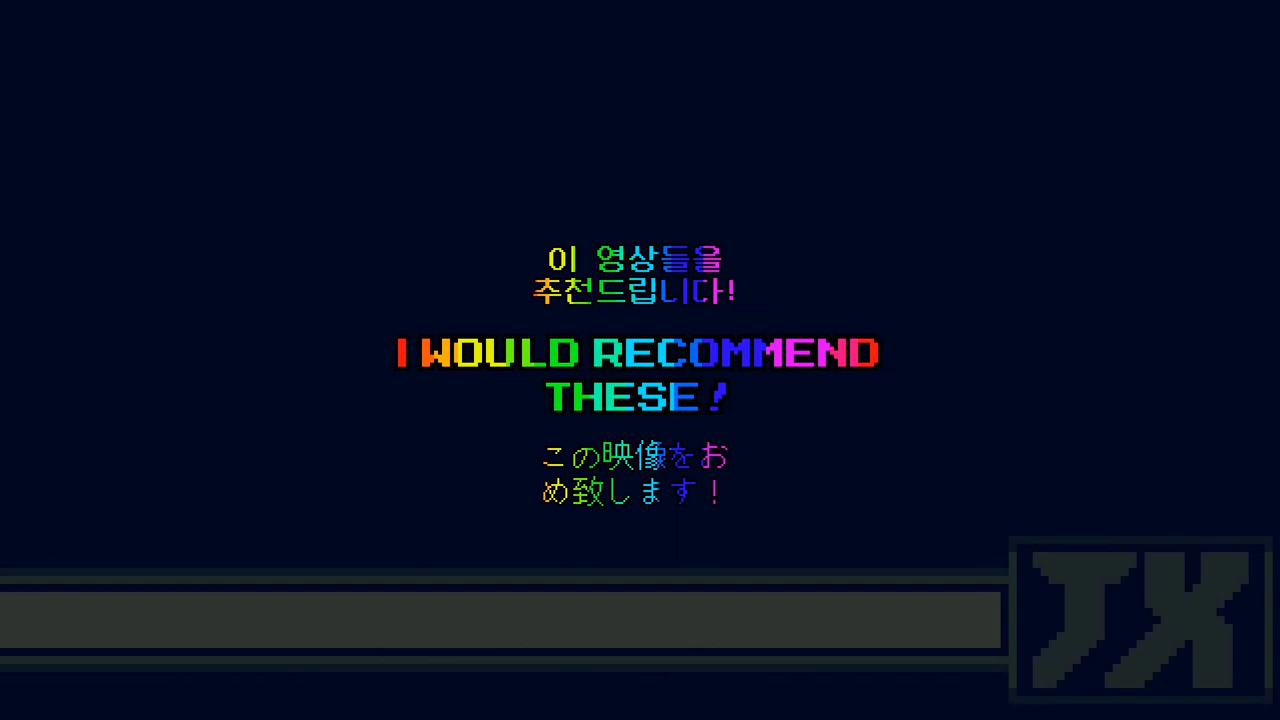 이 영상들을
추천드립니다!
I WOULD RECOMMEND
THESE!
この映像をお
め致します！
JX